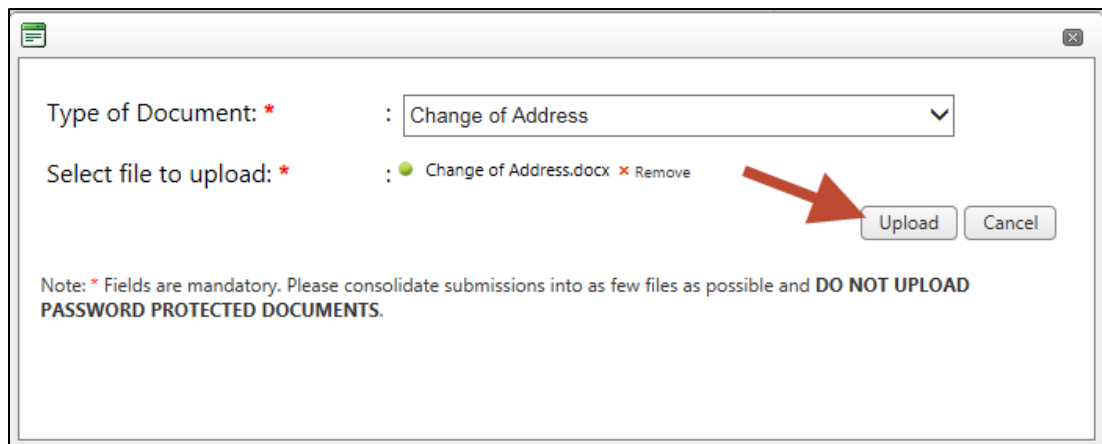 Type of Document: * : Change of Address
Select file to upload: * : Change of Address.docx × Remove
Upload Cancel
Note: * Fields are mandatory. Please consolidate submissions into as few files as possible and DO NOT UPLOAD
PASSWORD PROTECTED DOCUMENTS.